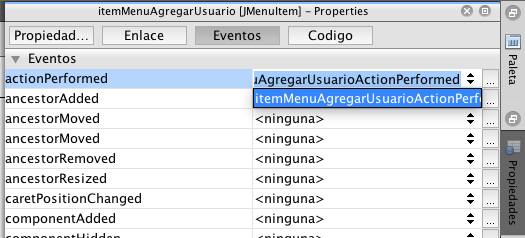 itemMenuAgregarUsuario [JMenuItem] - Properties
Propiedad... Enlace Eventos Codigo
Eventos
actionPerformed uAgregarUsuarioActionPerformed ...
ancestorAdded itemMenuAgregarUsuarioActionPerf ...
ancestorMoved <ninguna> ...
ancestorMoved <ninguna> ...
ancestorRemoved <ninguna> ...
ancestorResized <ninguna> ...
caretPositionChanged <ninguna> ...
componentAdded <ninguna> ...
componentHidden
Paleta
Propiedades